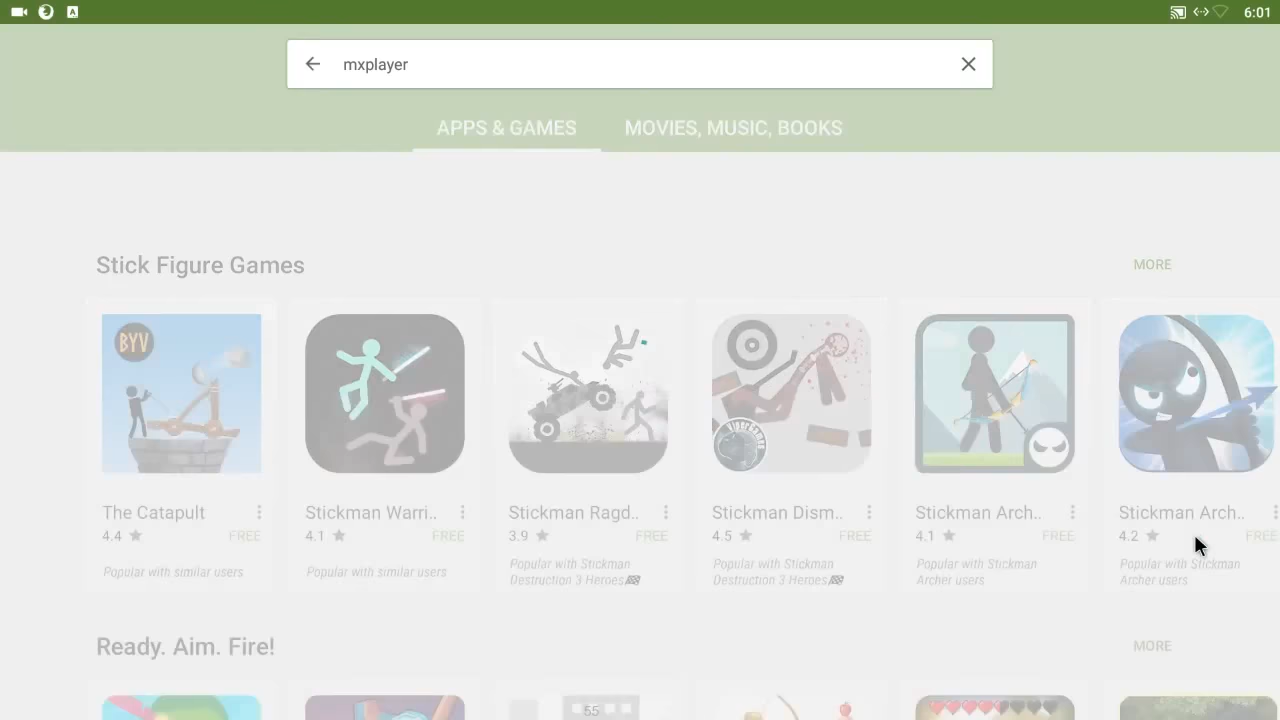 6:01
mxplayer
APPS & GAMES MOVIES, MUSIC, BOOKS
Stick Figure Games MORE
BYV
The Catapult Stickman Warri.. Stickman Ragd.. Stickman Dism.. Stickman Arch.. Stickman Arch..
4.4 FREE 4.1 FREE 3.9 FREE 4.5 FREE 4.1 FREE 4.2 FREE
Popular with similar users Popular with similar users Popular with Stickman Popular with Stickman Popular with Stickman Popular with Stickman
Destruction 3 Heroes Destruction 3 Heroes Archer users Archer users
Ready. Aim. Fire! MORE
55